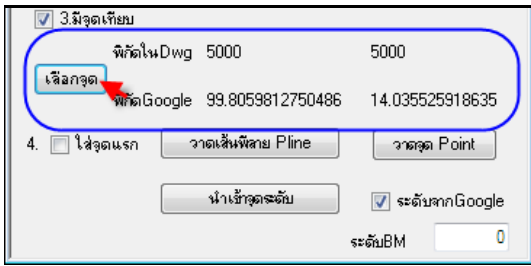 3.มีจุดเทียบ
พิกัดในDwg 5000 5000
เลือกจุด
พิกัดGoogle 99.8059812750486 14.035525918635
4. ใส่จุดแรก วาดเส้นพีลาย Pline วาดจุด Point
นำเข้าจุดระดับ ระดับจากGoogle
ระดับBM 0